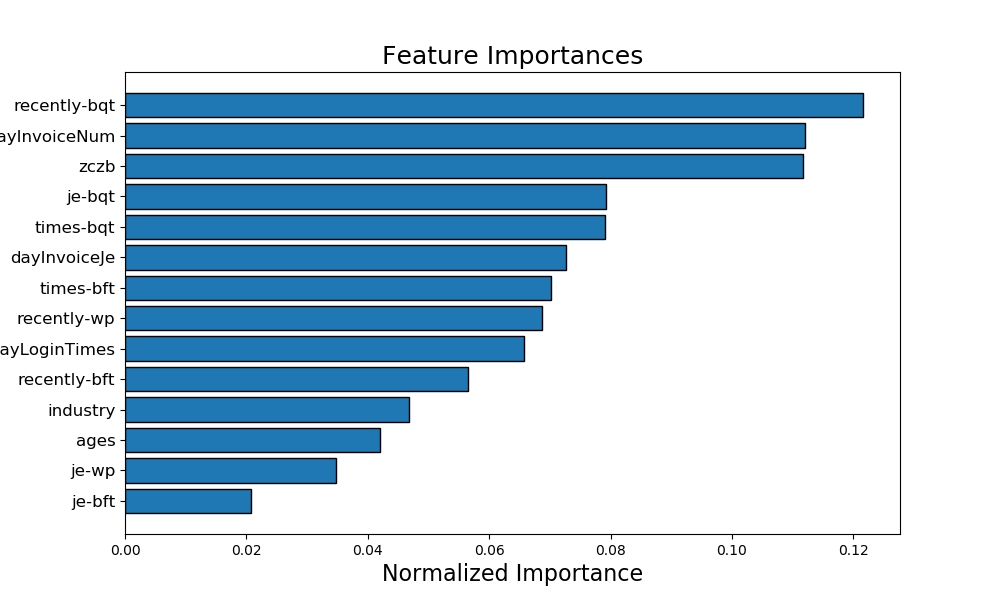 Feature Importances
recently-bqt
ayInvoiceNum
zczb
je-bqt
times-bqt
dayInvoiceJe
times-bft
recently-wp
ayLoginTimes
recently-bft
industry
ages
je-wp
je-bft
0.00 0.02 0.04 0.06 0.08 0.10 0.12
Normalized Importance